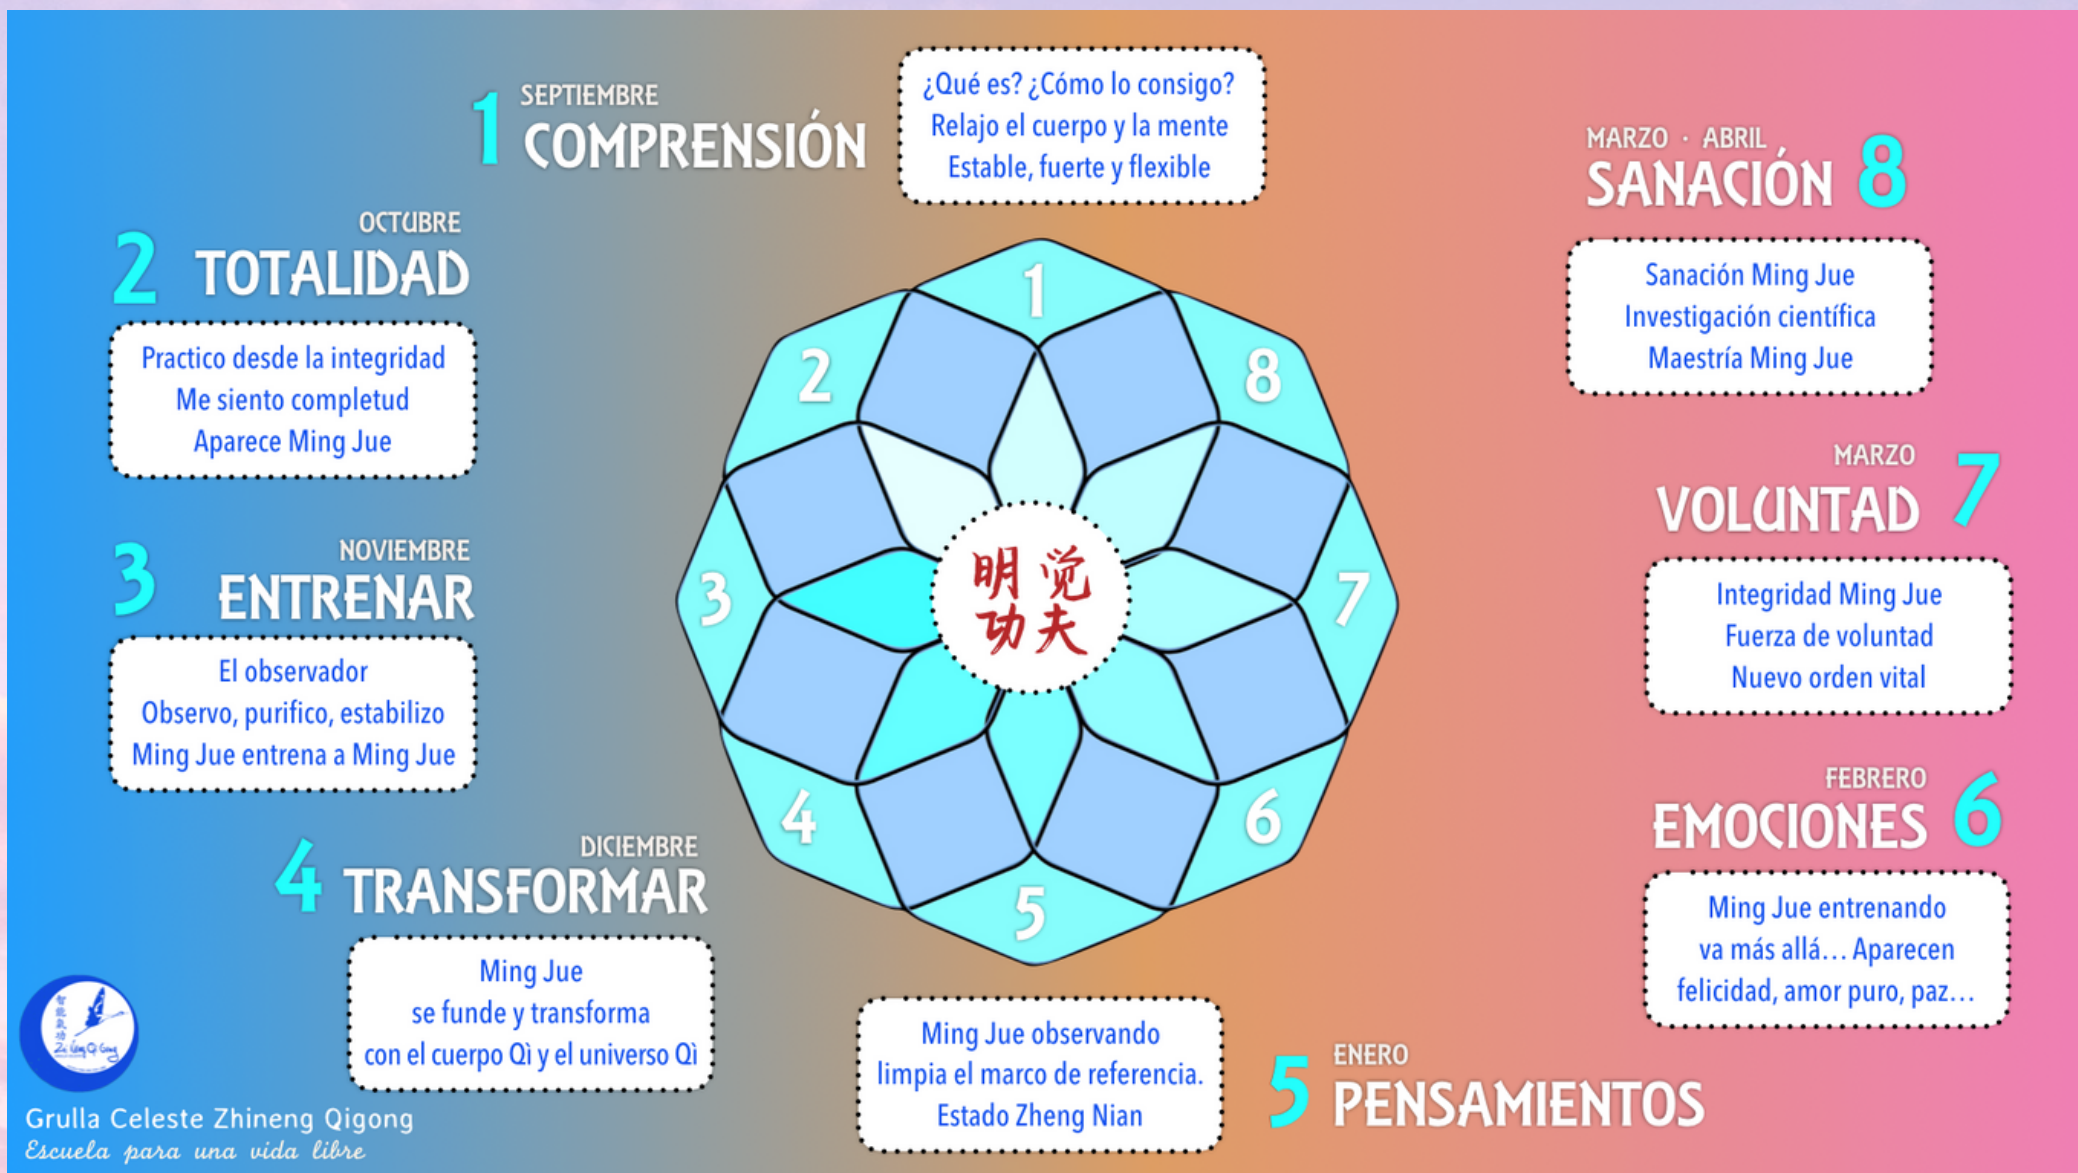 1
SEPTIEMBRE
COMPRENSIÓN
¿Qué es? ¿Cómo lo consigo?
Relajo el cuerpo y la mente
Estable, fuerte y flexible
2
OCTUBRE
TOTALIDAD
Practico desde la integridad
Me siento completud
Aparece Ming Jue
3
NOVIEMBRE
ENTRENAR
El observador
Observo, purifico, estabilizo
Ming Jue entrena a Ming Jue
4
DICIEMBRE
TRANSFORMAR
Ming Jue
se funde y transforma
con el cuerpo Qì y el universo Qì
5
ENERO
PENSAMIENTOS
Ming Jue observando
limpia el marco de referencia.
Estado Zheng Nian
FEBRERO
EMOCIONES
6
Ming Jue entrenando
va más allá... Aparecen
felicidad, amor puro, paz...
MARZO
VOLUNTAD
7
Integridad Ming Jue
Fuerza de voluntad
Nuevo orden vital
MARZO · ABRIL
SANACIÓN
8
Sanación Ming Jue
Investigación científica
Maestría Ming Jue
1
2
3
4
5
6
7
8
明觉
功夫
智能氣功
Grulla Celeste Zhineng Qigong
Escuela para una vida libre